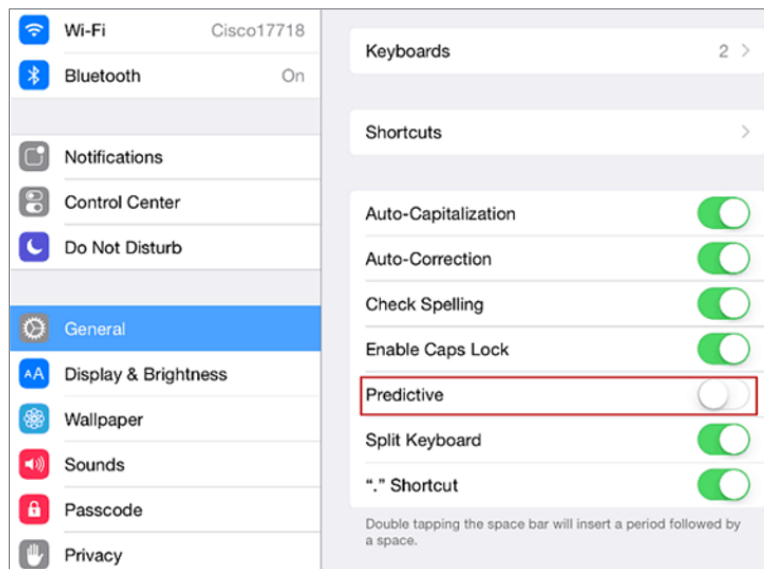 Wi-Fi Cisco17718
Bluetooth On
Notifications
Control Center
Do Not Disturb
General
AA Display & Brightness
Wallpaper
Sounds
Passcode
Privacy
Keyboards 2
Shortcuts
Auto-Capitalization
Auto-Correction
Check Spelling
Enable Caps Lock
Predictive
Split Keyboard
“.” Shortcut
Double tapping the space bar will insert a period followed by
a space.